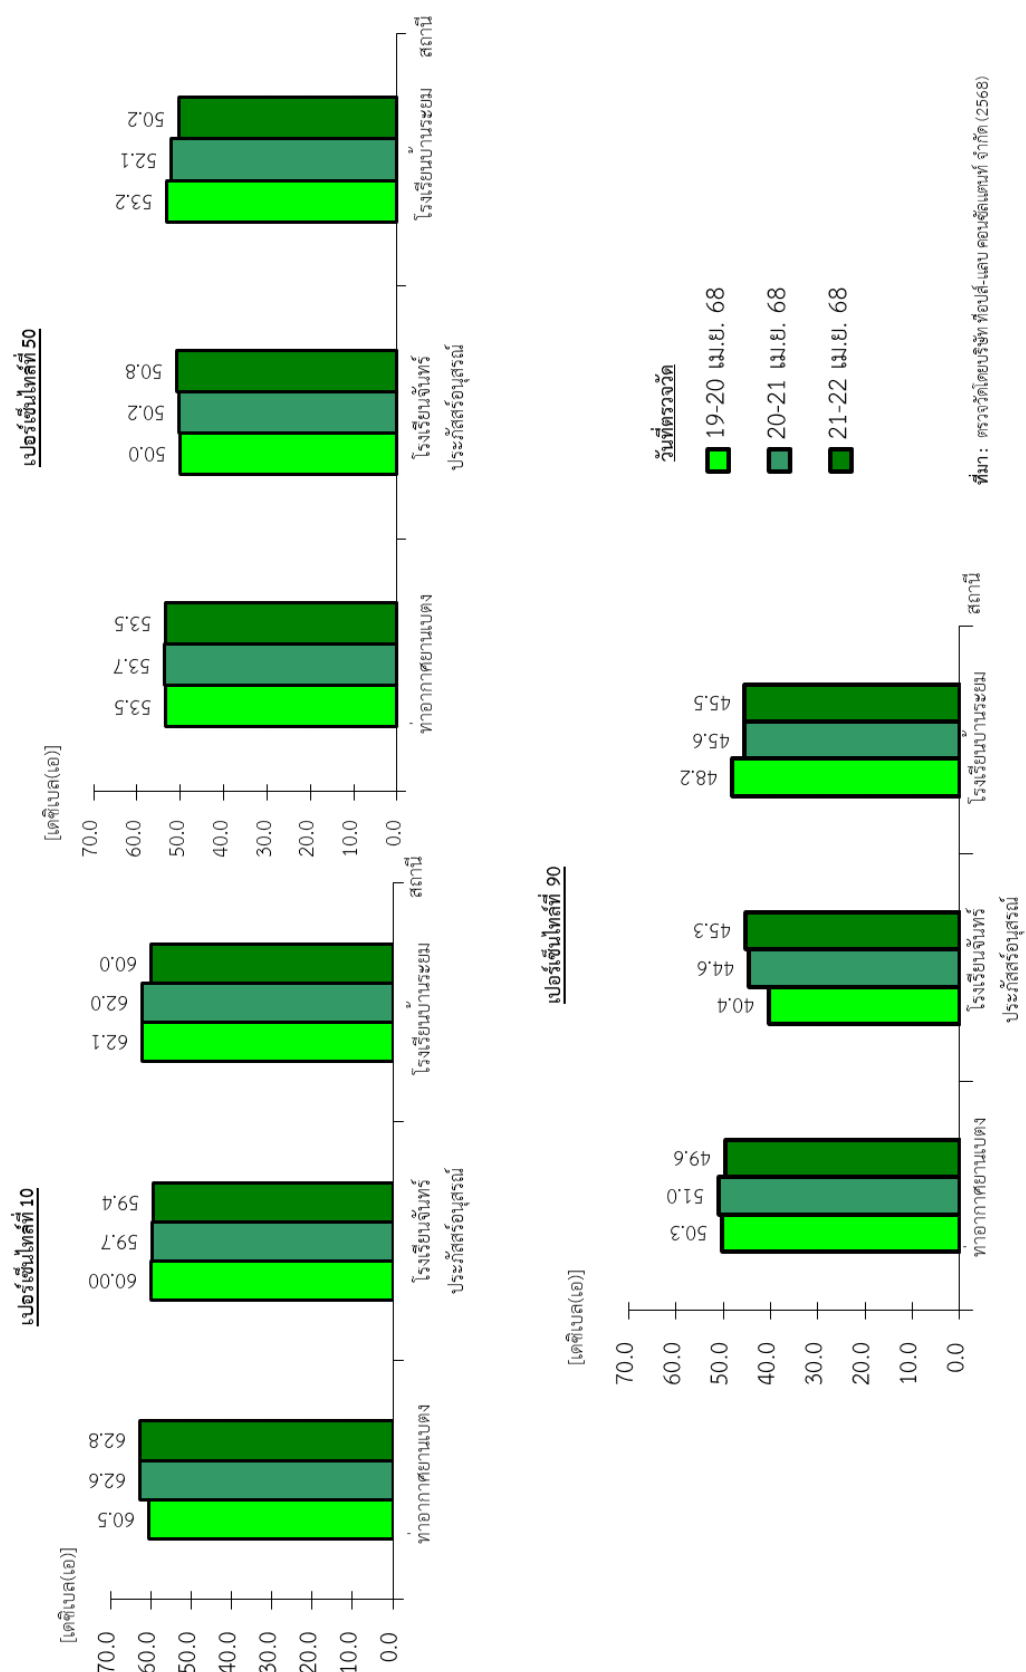 เปอร์เซ็นไทล์ที่ 10
[เดซิเบล(เอ)]
70.0
60.0
50.0
40.0
30.0
20.0
10.0
0.0
60.5
62.6
62.8
60.00
59.7
59.4
62.1
62.0
60.0
ท่าอากาศยานเบตง
โรงเรียนจันทร์
ประภัสสร์อนุสรณ์
โรงเรียนบ้านระยม
สถานี
เปอร์เซ็นไทล์ที่ 50
[เดซิเบล(เอ)]
70.0
60.0
50.0
40.0
30.0
20.0
10.0
0.0
53.5
53.7
53.5
50.0
50.2
50.8
53.2
52.1
50.2
ท่าอากาศยานเบตง
โรงเรียนจันทร์
ประภัสสร์อนุสรณ์
โรงเรียนบ้านระยม
สถานี
เปอร์เซ็นไทล์ที่ 90
[เดซิเบล(เอ)]
70.0
60.0
50.0
40.0
30.0
20.0
10.0
0.0
50.3
51.0
49.6
40.4
44.6
45.3
48.2
45.6
45.5
ท่าอากาศยานเบตง
โรงเรียนจันทร์
ประภัสสร์อนุสรณ์
โรงเรียนบ้านระยม
สถานี
วันที่ตรวจวัด
19-20 เม.ย. 68
20-21 เม.ย. 68
21-22 เม.ย. 68
ที่มา : ตรวจวัดโดยบริษัท ท็อปส์-แลบ คอนซัลแตนท์ จำกัด (2568)